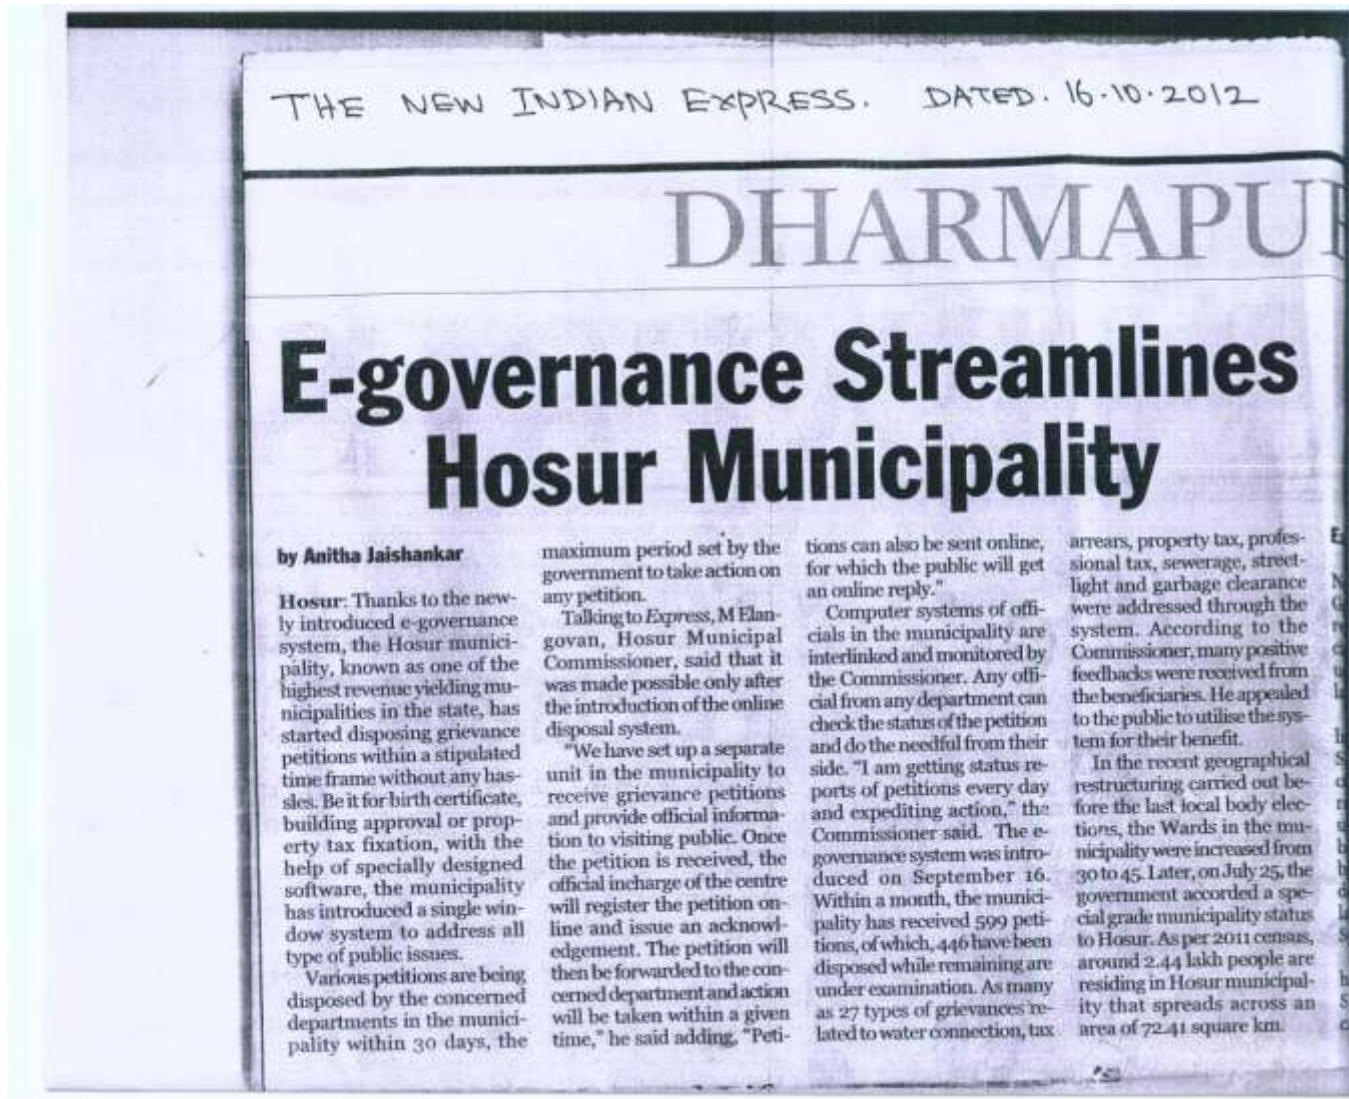 THE NEW INDIAN EXPRESS. DATED. 16.10.2012
DHARMAPU
E-governance Streamlines
Hosur Municipality
by Anitha Jaishankar
Hosur: Thanks to the new-
ly introduced e-governance
system, the Hosur munici-
pality, known as one of the
highest revenue yielding mu-
nicipalities in the state, has
started disposing grievance
petitions within a stipulated
time frame without any has-
sles. Be it for birth certificate,
building approval or prop-
erty tax fixation, with the
help of specially designed
software, the municipality
has introduced a single win-
dow system to address all
type of public issues.
Various petitions are being
disposed by the concerned
departments in the munici-
pality within 30 days, the
maximum period set by the
government to take action on
any petition.
Talking to Express, M Elan-
govan, Hosur Municipal
Commissioner, said that it
was made possible only after
the introduction of the online
disposal system.
"We have set up a separate
unit in the municipality to
receive grievance petitions
and provide official informa-
tion to visiting public. Once
the petition is received, the
official incharge of the centre
will register the petition on-
line and issue an acknowl-
edgement. The petition will
then be forwarded to the con-
cerned department and action
will be taken within a given
time," he said adding, "Peti-
tions can also be sent online,
for which the public will get
an online reply."
Computer systems of offi-
cials in the municipality are
interlinked and monitored by
the Commissioner. Any offi-
cial from any department can
check the status of the petition
and do the needful from their
side. "I am getting status re-
ports of petitions every day
and expediting action," the
Commissioner said. The e-
governance system was intro-
duced on September 16.
Within a month, the munici-
pality has received 599 peti-
tions, of which, 446 have been
disposed while remaining are
under examination. As many
as 27 types of grievances re-
lated to water connection, tax
arrears, property tax, profes-
sional tax, sewerage, street-
light and garbage clearance
were addressed through the
system. According to the
Commissioner, many positive
feedbacks were received from
the beneficiaries. He appealed
to the public to utilise the sys-
tem for their benefit.
In the recent geographical
restructuring carried out be-
fore the last local body elec-
tions, the Wards in the mu-
nicipality were increased from
30 to 45. Later, on July 25, the
government accorded a spe-
cial grade municipality status
to Hosur. As per 2011 census,
around 2.44 lakh people are
residing in Hosur municipal-
ity that spreads across an
area of 72.41 square km.